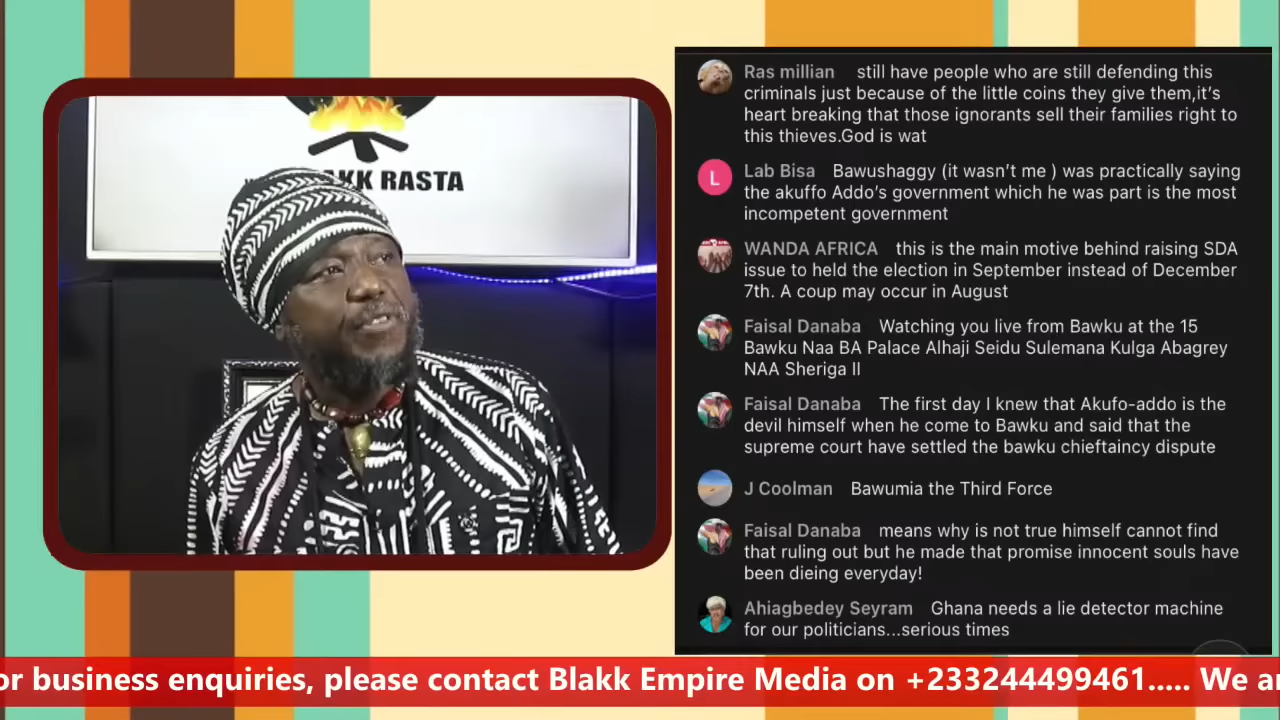 AKK RASTA
Ras millian still have people who are still defending this
criminals just because of the little coins they give them,it's
heart breaking that those ignorants sell their families right to
this thieves.God is wat
L
Lab Bisa Bawushaggy (it wasn't me ) was practically saying
the akuffo Addo's government which he was part is the most
incompetent government
WANDA AFRICA this is the main motive behind raising SDA
issue to held the election in September instead of December
7th. A coup may occur in August
Faisal Danaba Watching you live from Bawku at the 15
Bawku Naa BA Palace Alhaji Seidu Sulemana Kulga Abagrey
NAA Sheriga II
Faisal Danaba The first day I knew that Akufo-addo is the
devil himself when he come to Bawku and said that the
supreme court have settled the bawku chieftaincy dispute
J Coolman Bawumia the Third Force
Faisal Danaba means why is not true himself cannot find
that ruling out but he made that promise innocent souls have
been dieing everyday!
Ahiagbedey Seyram Ghana needs a lie detector machine
for our politicians...serious times
or business enquiries, please contact Blakk Empire Media on +233244499461..... We a